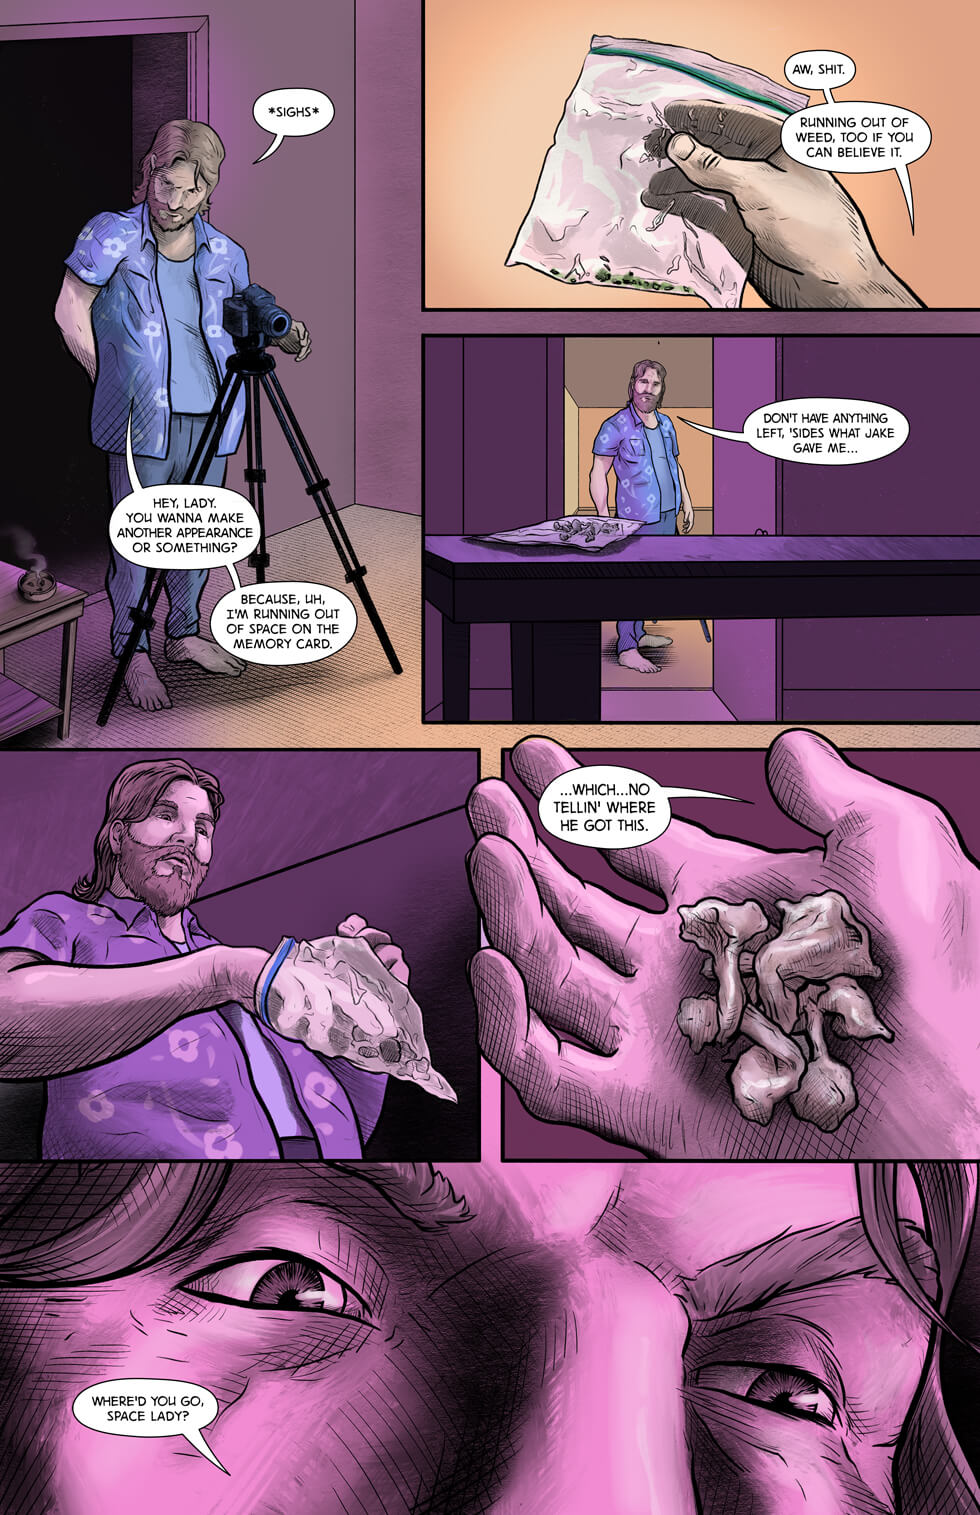 *SIGHS*
HEY, LADY.
YOU WANNA MAKE
ANOTHER APPEARANCE
OR SOMETHING?
BECAUSE, UH,
I'M RUNNING OUT
OF SPACE ON THE
MEMORY CARD.
AW, SHIT.
RUNNING OUT OF
WEED, TOO IF YOU
CAN BELIEVE IT.
DON'T HAVE ANYTHING
LEFT, 'SIDES WHAT JAKE
GAVE ME...
...WHICH...NO
TELLIN' WHERE
HE GOT THIS.
WHERE'D YOU GO,
SPACE LADY?